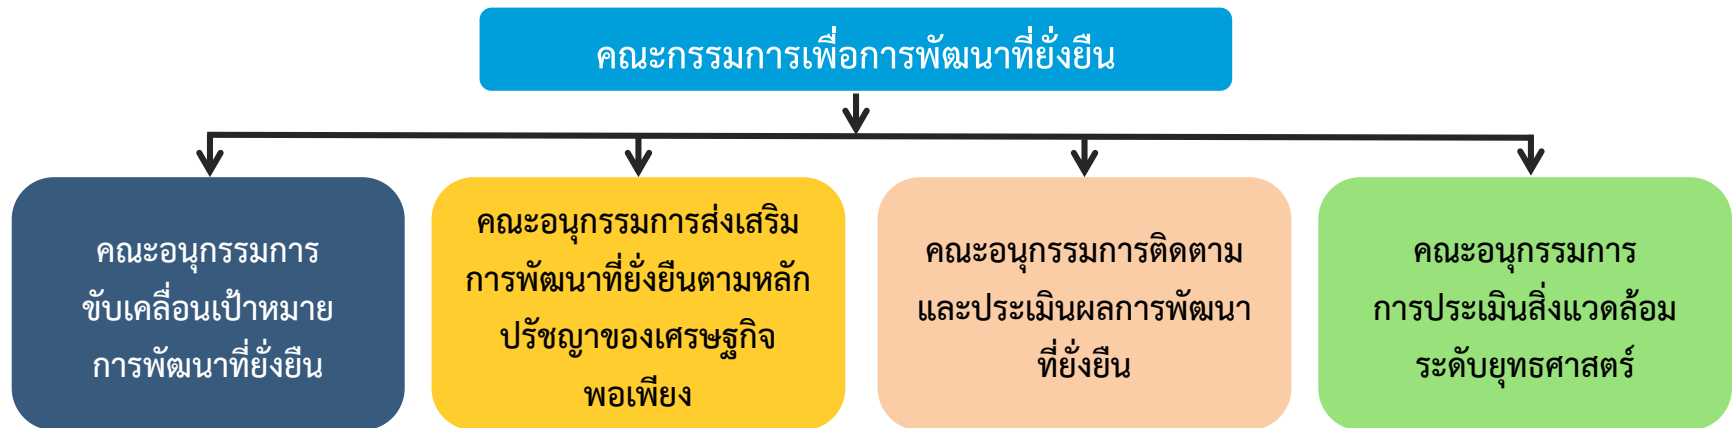 คณะกรรมการเพื่อการพัฒนาที่ยั่งยืน
คณะอนุกรรมการ
ขับเคลื่อนเป้าหมาย
การพัฒนาที่ยั่งยืน
คณะอนุกรรมการส่งเสริม
การพัฒนาที่ยั่งยืนตามหลัก
ปรัชญาของเศรษฐกิจ
พอเพียง
คณะอนุกรรมการติดตาม
และประเมินผลการพัฒนา
ที่ยั่งยืน
คณะอนุกรรมการ
การประเมินสิ่งแวดล้อม
ระดับยุทธศาสตร์